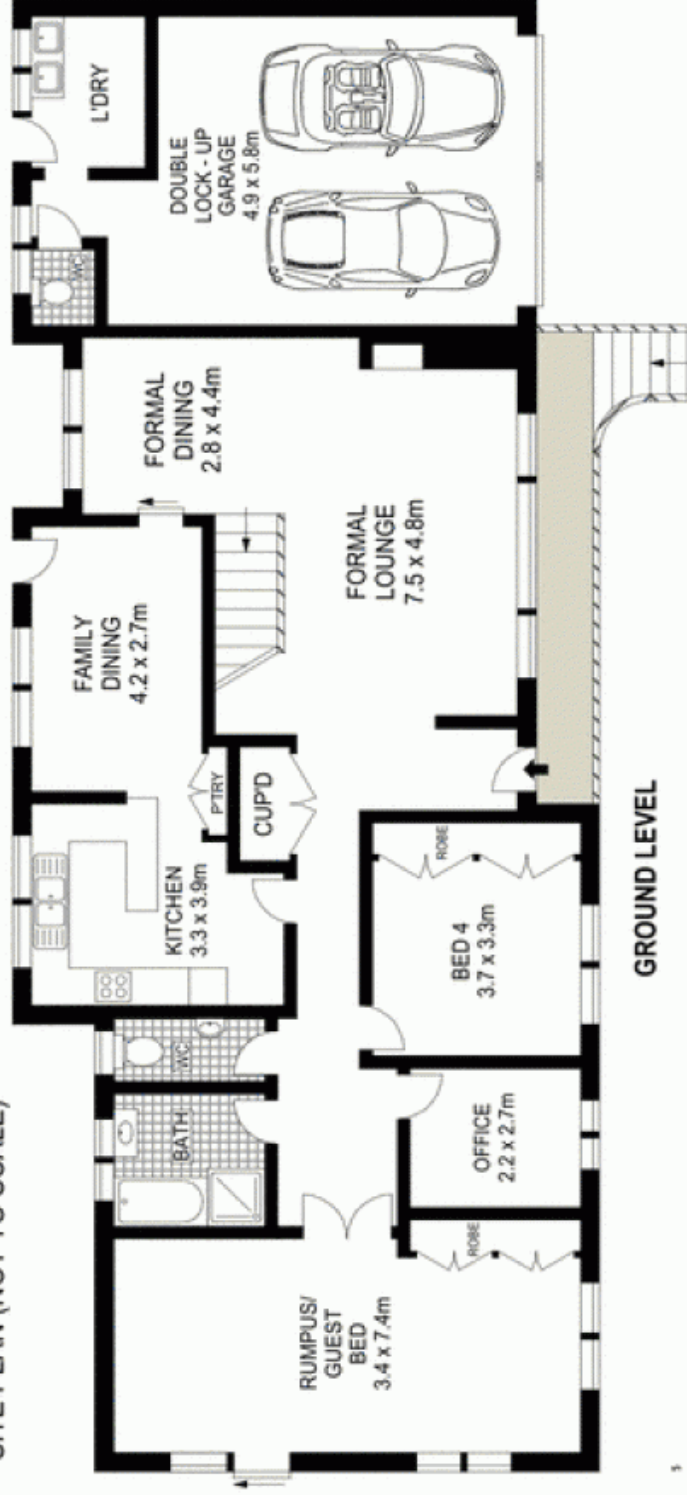 RUMPUS/
GUEST
BED
3.4 x 7.4m
BATH
WC
KITCHEN
3.3 x 3.9m
P'TRY
CUP'D
FAMILY
DINING
4.2 x 2.7m
FORMAL
DINING
2.8 x 4.4m
FORMAL
LOUNGE
7.5 x 4.8m
WC
L'DRY
DOUBLE
LOCK - UP
GARAGE
4.9 x 5.8m
ROBE
OFFICE
2.2 x 2.7m
BED 4
3.7 x 3.3m
ROBE
GROUND LEVEL